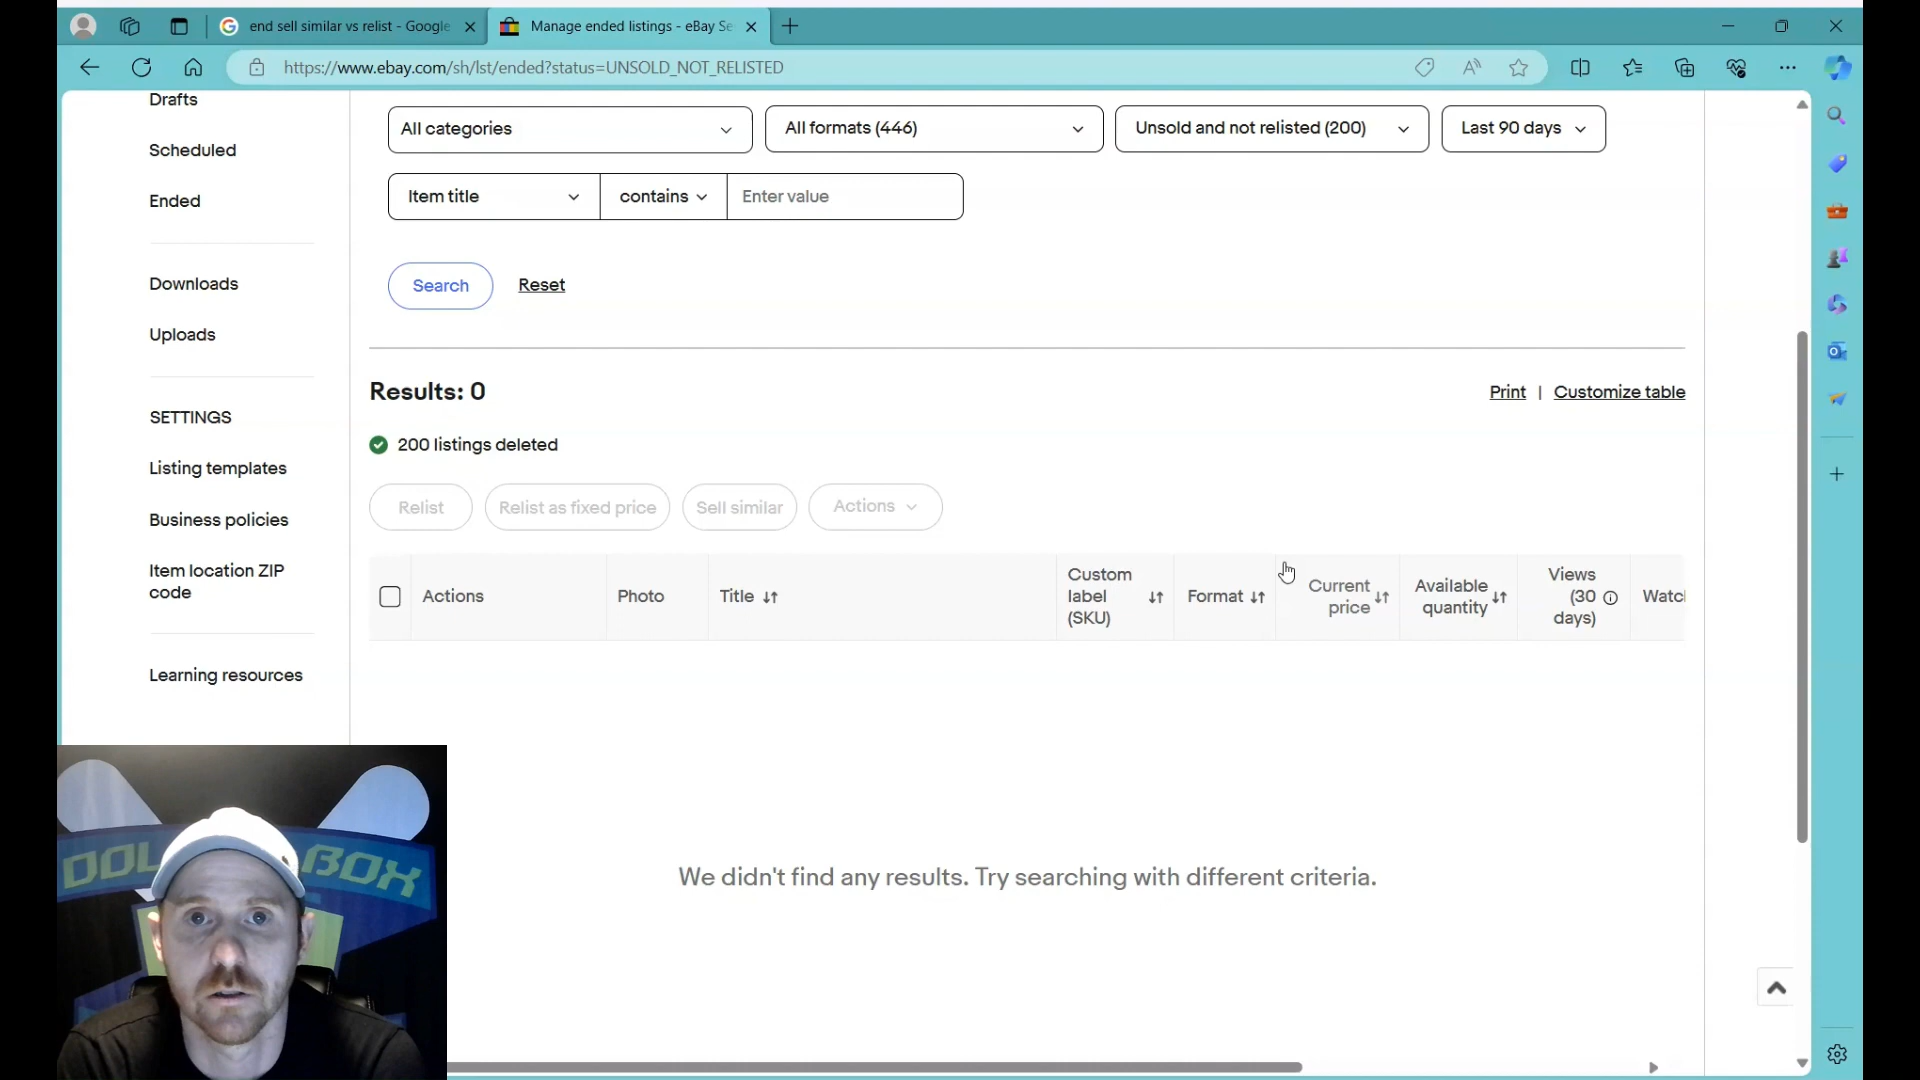 end sell similar vs relist - Google
Manage ended listings - eBay Se
https://www.ebay.com/sh/lst/ended?status=UNSOLD_NOT_RELISTED
Drafts
Scheduled
Ended
Downloads
Uploads
SETTINGS
Listing templates
Business policies
Item location ZIP
code
Learning resources
All categories
All formats (446)
Unsold and not relisted (200)
Last 90 days
Item title
contains
Enter value
Search
Reset
Results: 0
Print | Customize table
200 listings deleted
Relist
Relist as fixed price
Sell similar
Actions
Actions
Photo
Title
Custom
label
(SKU)
Format
Current
price
Available
quantity
Views
(30
days)
Watc
We didn't find any results. Try searching with different criteria.
DOL
BOX